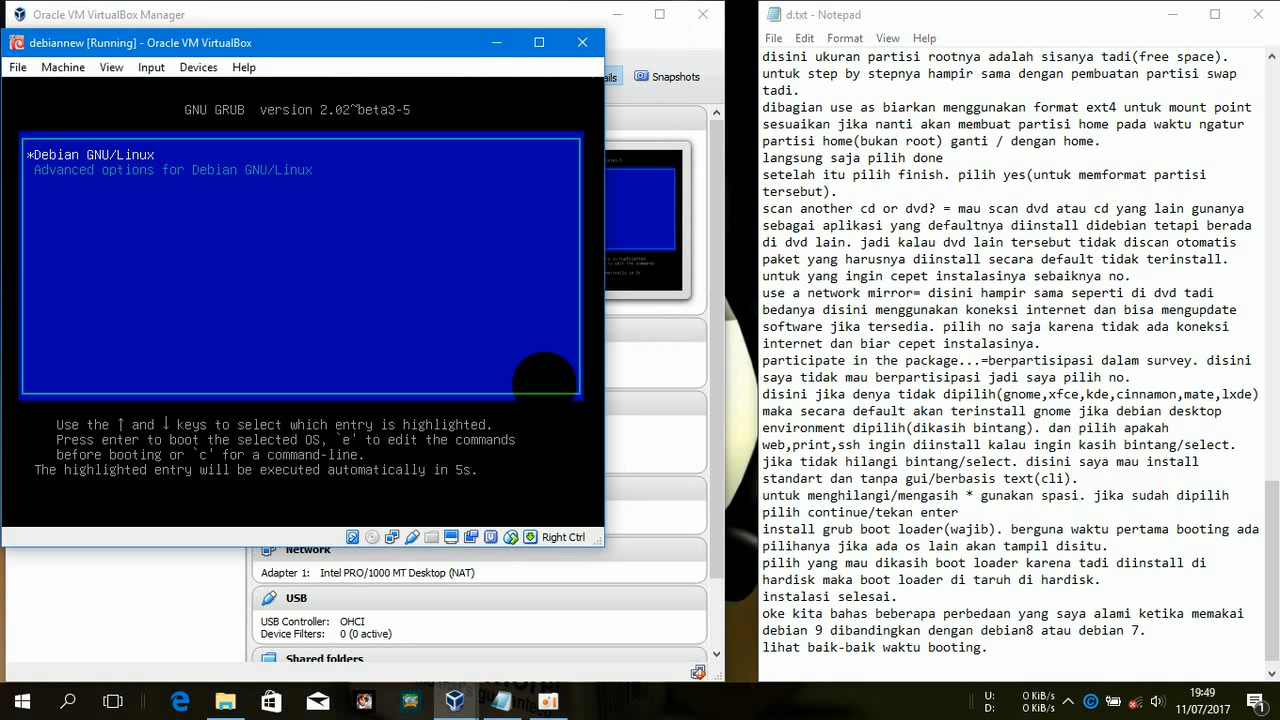 Oracle VM VirtualBox Manager
debiannew [Running] - Oracle VM VirtualBox
File Machine View Input Devices Help
Snapshots
GNU GRUB version 2.02~beta3-5
*Debian GNU/Linux
Advanced options for Debian GNU/Linux
Use the ↑ and ↓ keys to select which entry is highlighted.
Press enter to boot the selected OS, `e' to edit the commands
before booting or `c' for a command-line.
The highlighted entry will be executed automatically in 5s.
Right Ctrl
Network
Adapter 1: Intel PRO/1000 MT Desktop (NAT)
USB
USB Controller: OHCI
Device Filters: 0 (0 active)
Shared folders
d.txt - Notepad
File Edit Format View Help
disini ukuran partisi rootnya adalah sisanya tadi(free space).
untuk step by stepnya hampir sama dengan pembuatan partisi swap
tadi.
dibagian use as biarkan menggunakan format ext4 untuk mount point
sesuaikan jika nanti akan membuat partisi home pada waktu ngatur
partisi home(bukan root) ganti / dengan home.
langsung saja pilih done
setelah itu pilih finish. pilih yes(untuk memformat partisi
tersebut).
scan another cd or dvd? = mau scan dvd atau cd yang lain gunanya
sebagai aplikasi yang defaultnya diinstall didebian tetapi berada
di dvd lain. jadi kalau dvd lain tersebut tidak discan otomatis
paket yang harusnya diinstall secara default tidak terinstall.
untuk yang ingin cepet instalasinya sebaiknya no.
use a network mirror= disini hampir sama seperti di dvd tadi
bedanya disini menggunakan koneksi internet dan bisa mengupdate
software jika tersedia. pilih no saja karena tidak ada koneksi
internet dan biar cepet instalasinya.
participate in the package...=berpartisipasi dalam survey. disini
saya tidak mau berpartisipasi jadi saya pilih no.
disini jika denya tidak dipilih(gnome,xfce,kde,cinnamon,mate,lxde)
maka secara default akan terinstall gnome jika debian desktop
environment dipilih(dikasih bintang). dan pilih apakah
web,print,ssh ingin diinstall kalau ingin kasih bintang/select.
jika tidak hilangi bintang/select. disini saya mau install
standart dan tanpa gui/berbasis text(cli).
untuk menghilangi/mengasih * gunakan spasi. jika sudah dipilih
pilih continue/tekan enter
install grub boot loader(wajib). berguna waktu pertama booting ada
pilihanya jika ada os lain akan tampil disitu.
pilih yang mau dikasih boot loader karena tadi diinstall di
hardisk maka boot loader di taruh di hardisk.
instalasi selesai.
oke kita bahas beberapa perbedaan yang saya alami ketika memakai
debian 9 dibandingkan dengan debian8 atau debian 7.
lihat baik-baik waktu booting.
U: 0 KiB/s
D: 0 KiB/s
19:49
11/07/2017
1